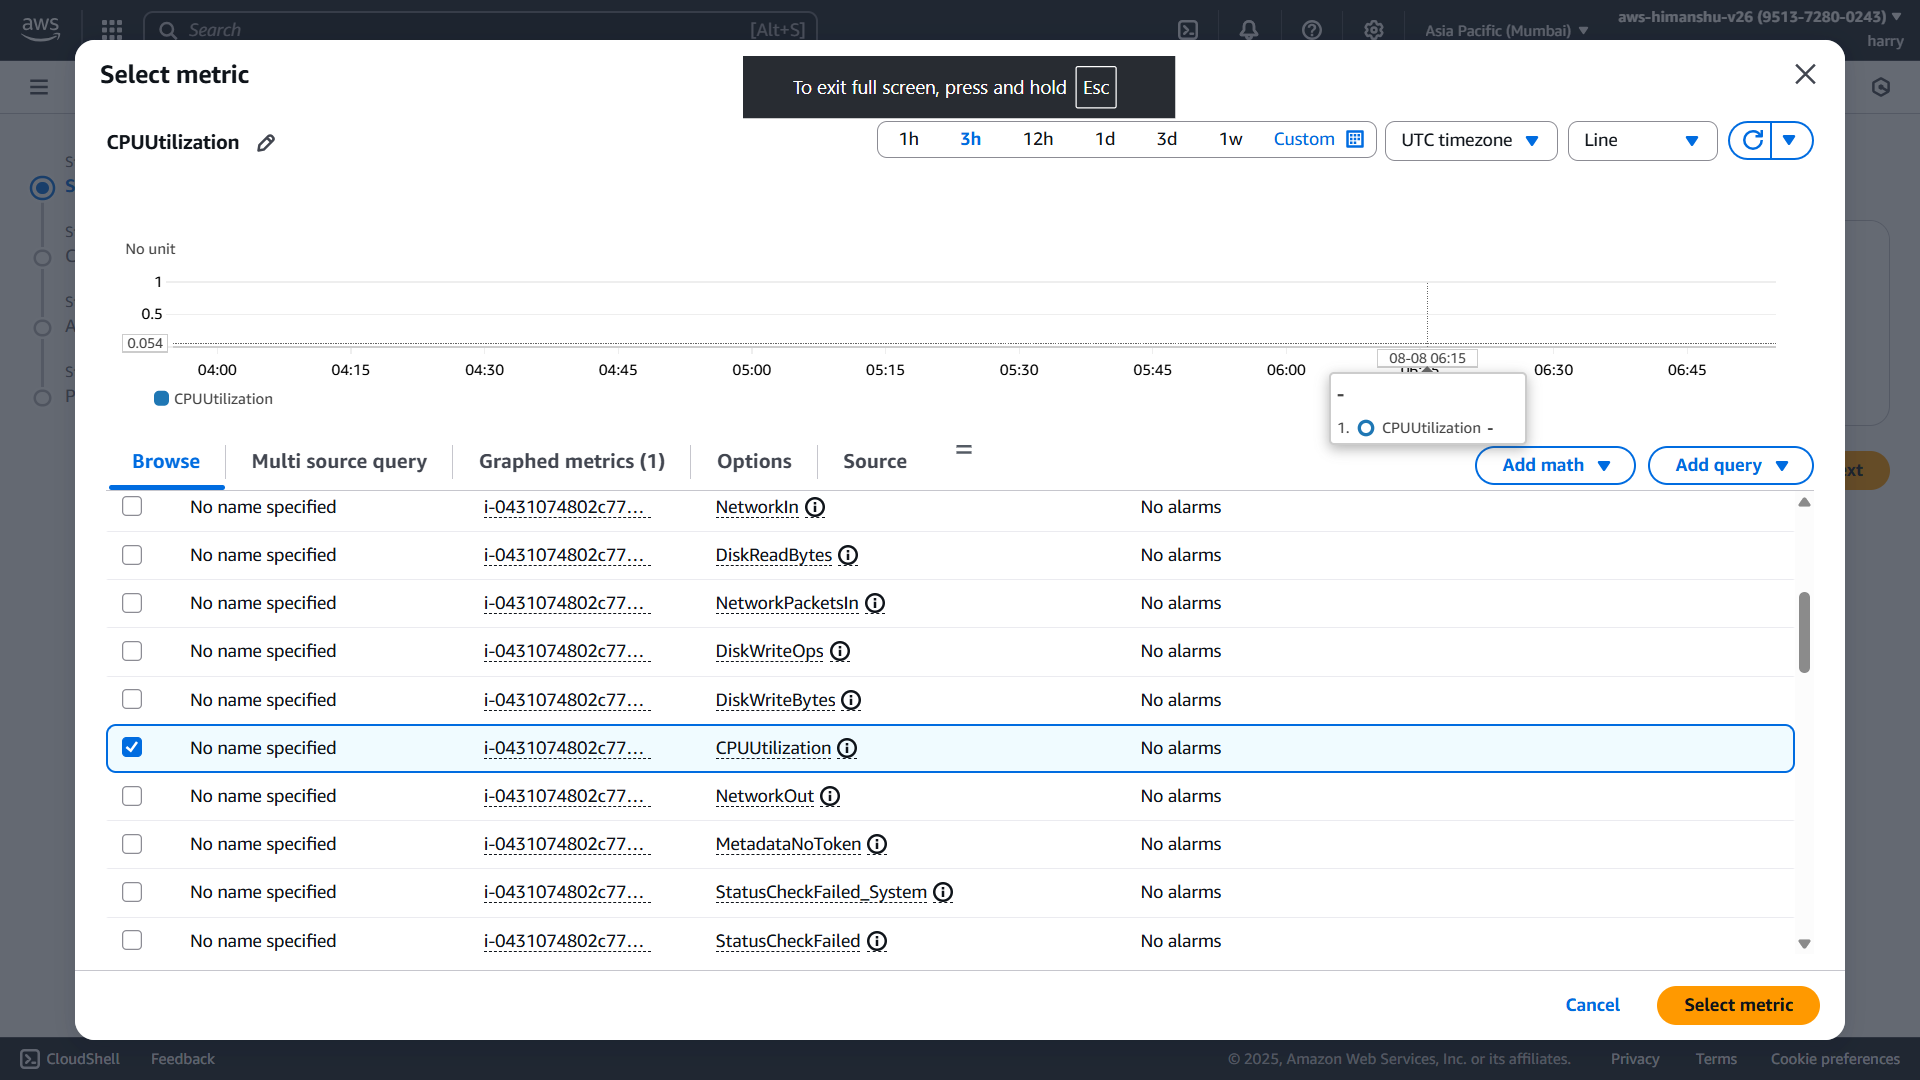 aws
Search [Alt+S]
Asia Pacific (Mumbai)
aws-himanshu-v26 (9513-7280-0243)
harry
Select metric
To exit full screen, press and hold Esc
CPUUtilization
1h 3h 12h 1d 3d 1w Custom
UTC timezone
Line
No unit
1
0.5
0.054
08-08 06:15
04:00 04:15 04:30 04:45 05:00 05:15 05:30 05:45 06:00 06:30 06:45
CPUUtilization
-
1. CPUUtilization -
Browse Multi source query Graphed metrics (1) Options Source =
Add math Add query
No name specified i-0431074802c77... NetworkIn No alarms
No name specified i-0431074802c77... DiskReadBytes No alarms
No name specified i-0431074802c77... NetworkPacketsIn No alarms
No name specified i-0431074802c77... DiskWriteOps No alarms
No name specified i-0431074802c77... DiskWriteBytes No alarms
No name specified i-0431074802c77... CPUUtilization No alarms
No name specified i-0431074802c77... NetworkOut No alarms
No name specified i-0431074802c77... MetadataNoToken No alarms
No name specified i-0431074802c77... StatusCheckFailed_System No alarms
No name specified i-0431074802c77... StatusCheckFailed No alarms
Cancel Select metric
CloudShell Feedback © 2025, Amazon Web Services, Inc. or its affiliates. Privacy Terms Cookie preferences